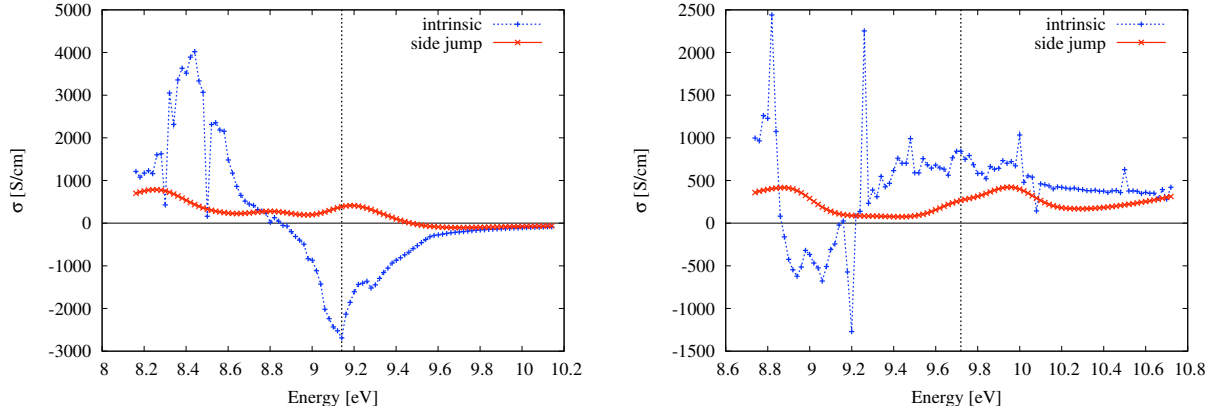 5000
4000
3000
2000
1000
0
-1000
-2000
-3000
σ [S/cm]
intrinsic
side jump
8 8.2 8.4 8.6 8.8 9 9.2 9.4 9.6 9.8 10 10.2
Energy [eV]
2500
2000
1500
1000
500
0
-500
-1000
-1500
σ [S/cm]
intrinsic
side jump
8.6 8.8 9 9.2 9.4 9.6 9.8 10 10.2 10.4 10.6 10.8
Energy [eV]